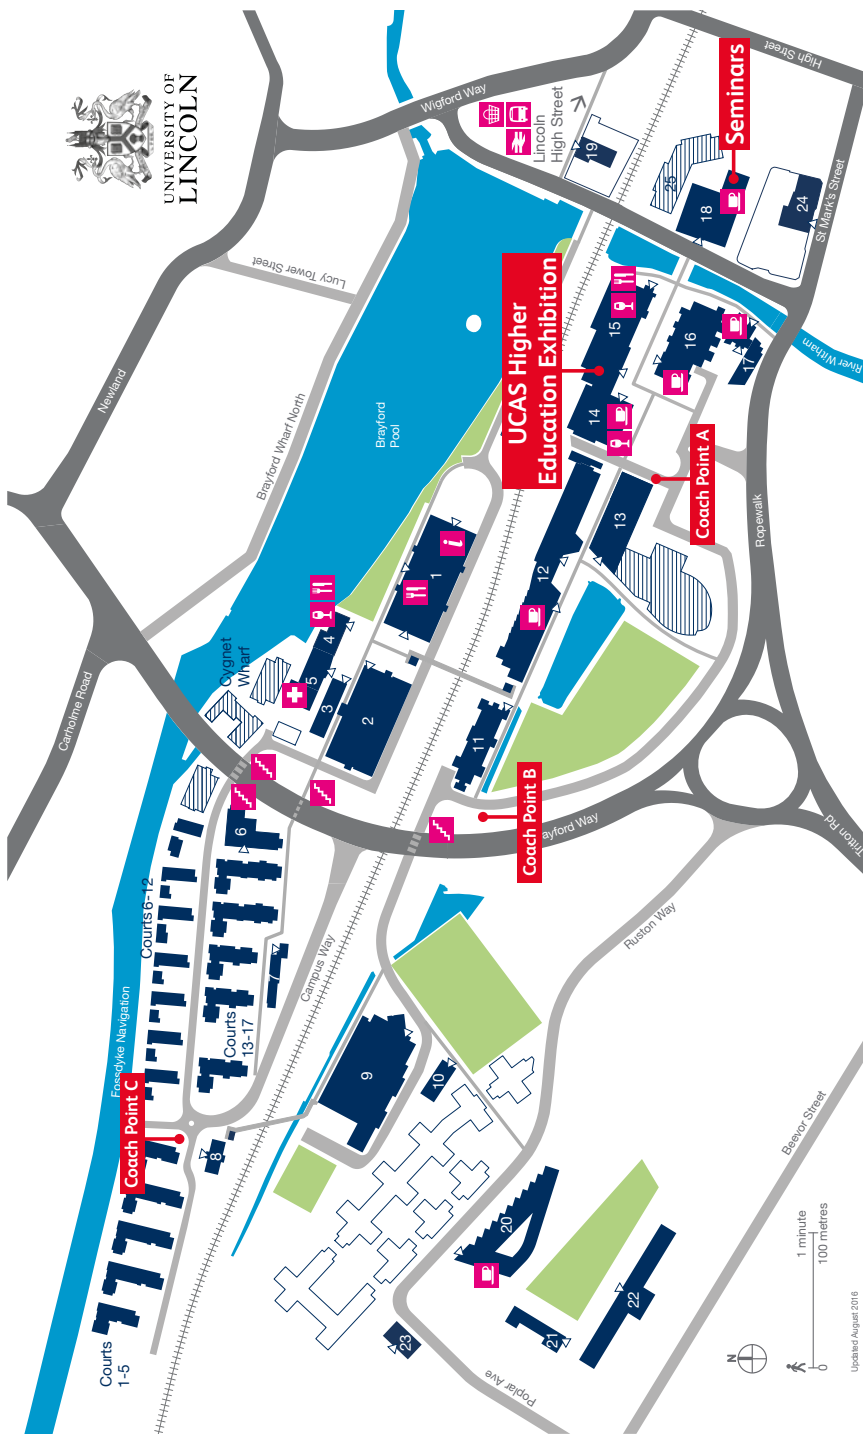 UNIVERSITY OF
LINCOLN
High Street
Wigford Way
Lincoln
High Street
Seminars
19
25
18
24
St Mark's Street
Lucy Tower Street
Newland
Brayford Wharf North
Brayford
Pool
UCAS Higher
Education Exhibition
15
14
16
17
River Witham
Coach Point A
Ropewalk
13
12
1
i
Carholme Road
Cygnet
Wharf
4
5
3
2
11
Coach Point B
ayford Way
Tritton Rd
6
Courts 6-12
Campus Way
Ruston Way
Fossdyke Navigation
Courts
13-17
Coach Point C
8
9
10
Beevor Street
20
21
22
23
Poplar Ave
Courts
1-5
N
1 minute
0
100 metres
Updated August 2016